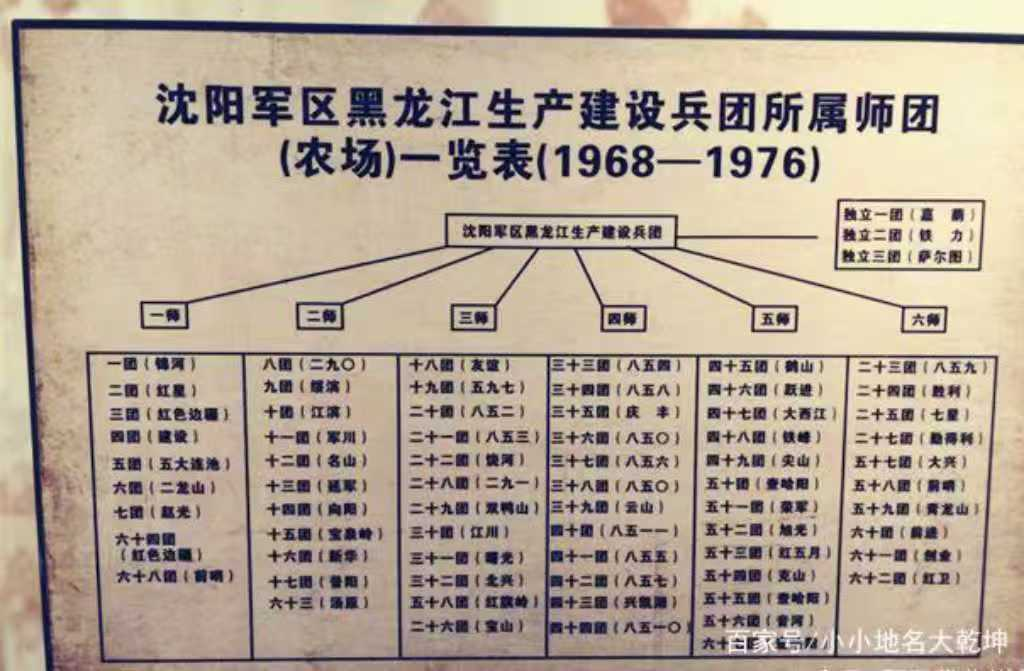 沈阳军区黑龙江生产建设兵团所属师团
(农场)一览表(1968—1976)
沈阳军区黑龙江生产建设兵团
独立一团(嘉 荫)
独立二团(铁 力)
独立三团(萨尔图)
一师
二师
三师
四师
五师
六师
一团(锦河)
二团(红星)
三团(红色边疆)
四团(建设)
五团(五大连池)
六团(二龙山)
七团(赵光)
六十四团
(红色边疆)
六十八团(前哨)
八团(二九〇)
九团(绥滨)
十团(江滨)
十一团(军川)
十二团(名山)
十三团(延军)
十四团(向阳)
十五团(宝泉岭)
十六团(新华)
十七团(普阳)
六十三(汤原)
十八团(友谊)
十九团(五九七)
二十团(八五二)
二十一团(八五三)
二十二团(饶河)
二十八团(二九一)
二十九团(双鸭山)
三十团(江川)
三十一团(曙光)
三十二团(北兴)
五十八团(红旗岭)
二十六团(宝山)
三十三团(八五四)
三十四团(八五八)
三十五团(庆 丰)
三十六团(八五〇)
三十七团(八五六)
三十八团(八五〇)
三十九团(云山)
四十团(八五一一)
四十一团(八五五)
四十二团(八五七)
四十三团(兴凯湖)
四十四团(八五一〇)
四十五团(鹤山)
四十六团(跃进)
四十七团(大西江)
四十八团(铁峰)
四十九团(尖山)
五十团(查哈阳)
五十一团(荣军)
五十二团(旭光)
五十三团(红五月)
五十四团(克山)
五十五团(查哈阳)
五十六团(音河)
六十
二十三团(八五九)
二十四团(胜利)
二十五团(七星)
二十七团(勤得利)
五十七团(大兴)
五十八团(前哨)
五十九团(青龙山)
六十团(前进)
六十一团(创业)
六十二团(红卫)
百家号/小小地名大乾坤